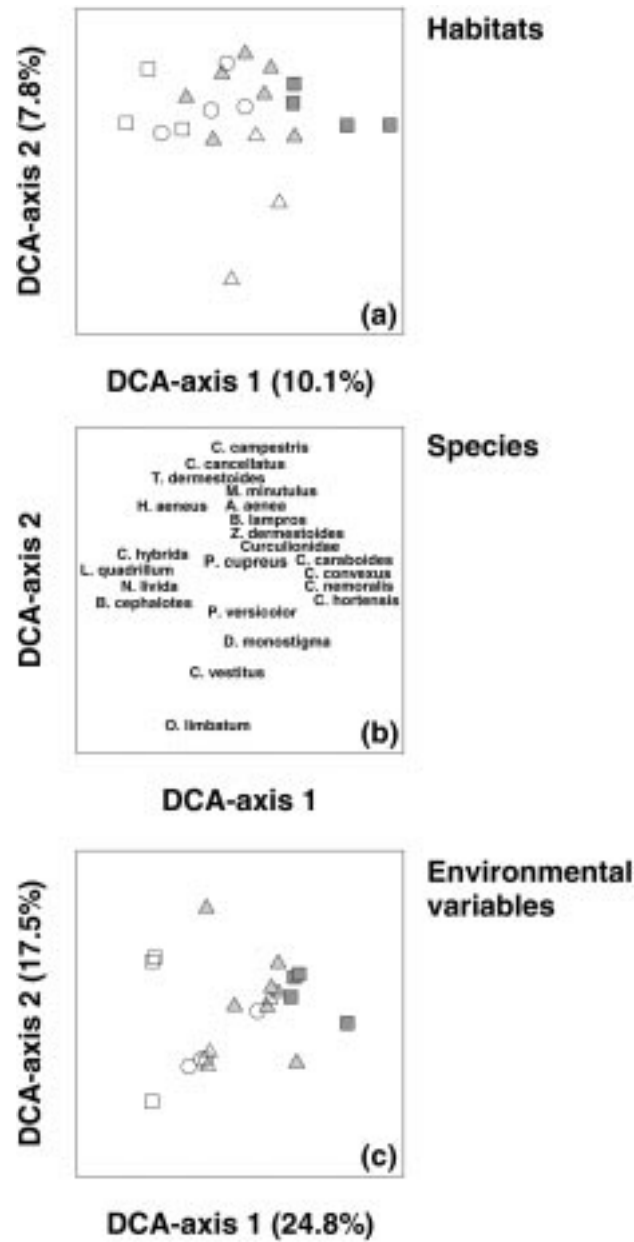 Habitats
DCA-axis 2 (7.8%)
(a)
DCA-axis 1 (10.1%)
Species
C. campestris
C. cancellatus
T. dermestoides
M. minutulus
H. aeneus
A. aenea
B. lampros
Z. dermestoides
Curculionidae
C. hybrida
P. cupreus
C. caraboides
L. quadrillum
C. convexus
N. livida
C. nemoralis
B. cephalotes
C. hortensis
P. versicolor
D. monostigma
C. vestitus
O. limbatum
DCA-axis 2
(b)
DCA-axis 1
Environmental
variables
DCA-axis 2 (17.5%)
(c)
DCA-axis 1 (24.8%)